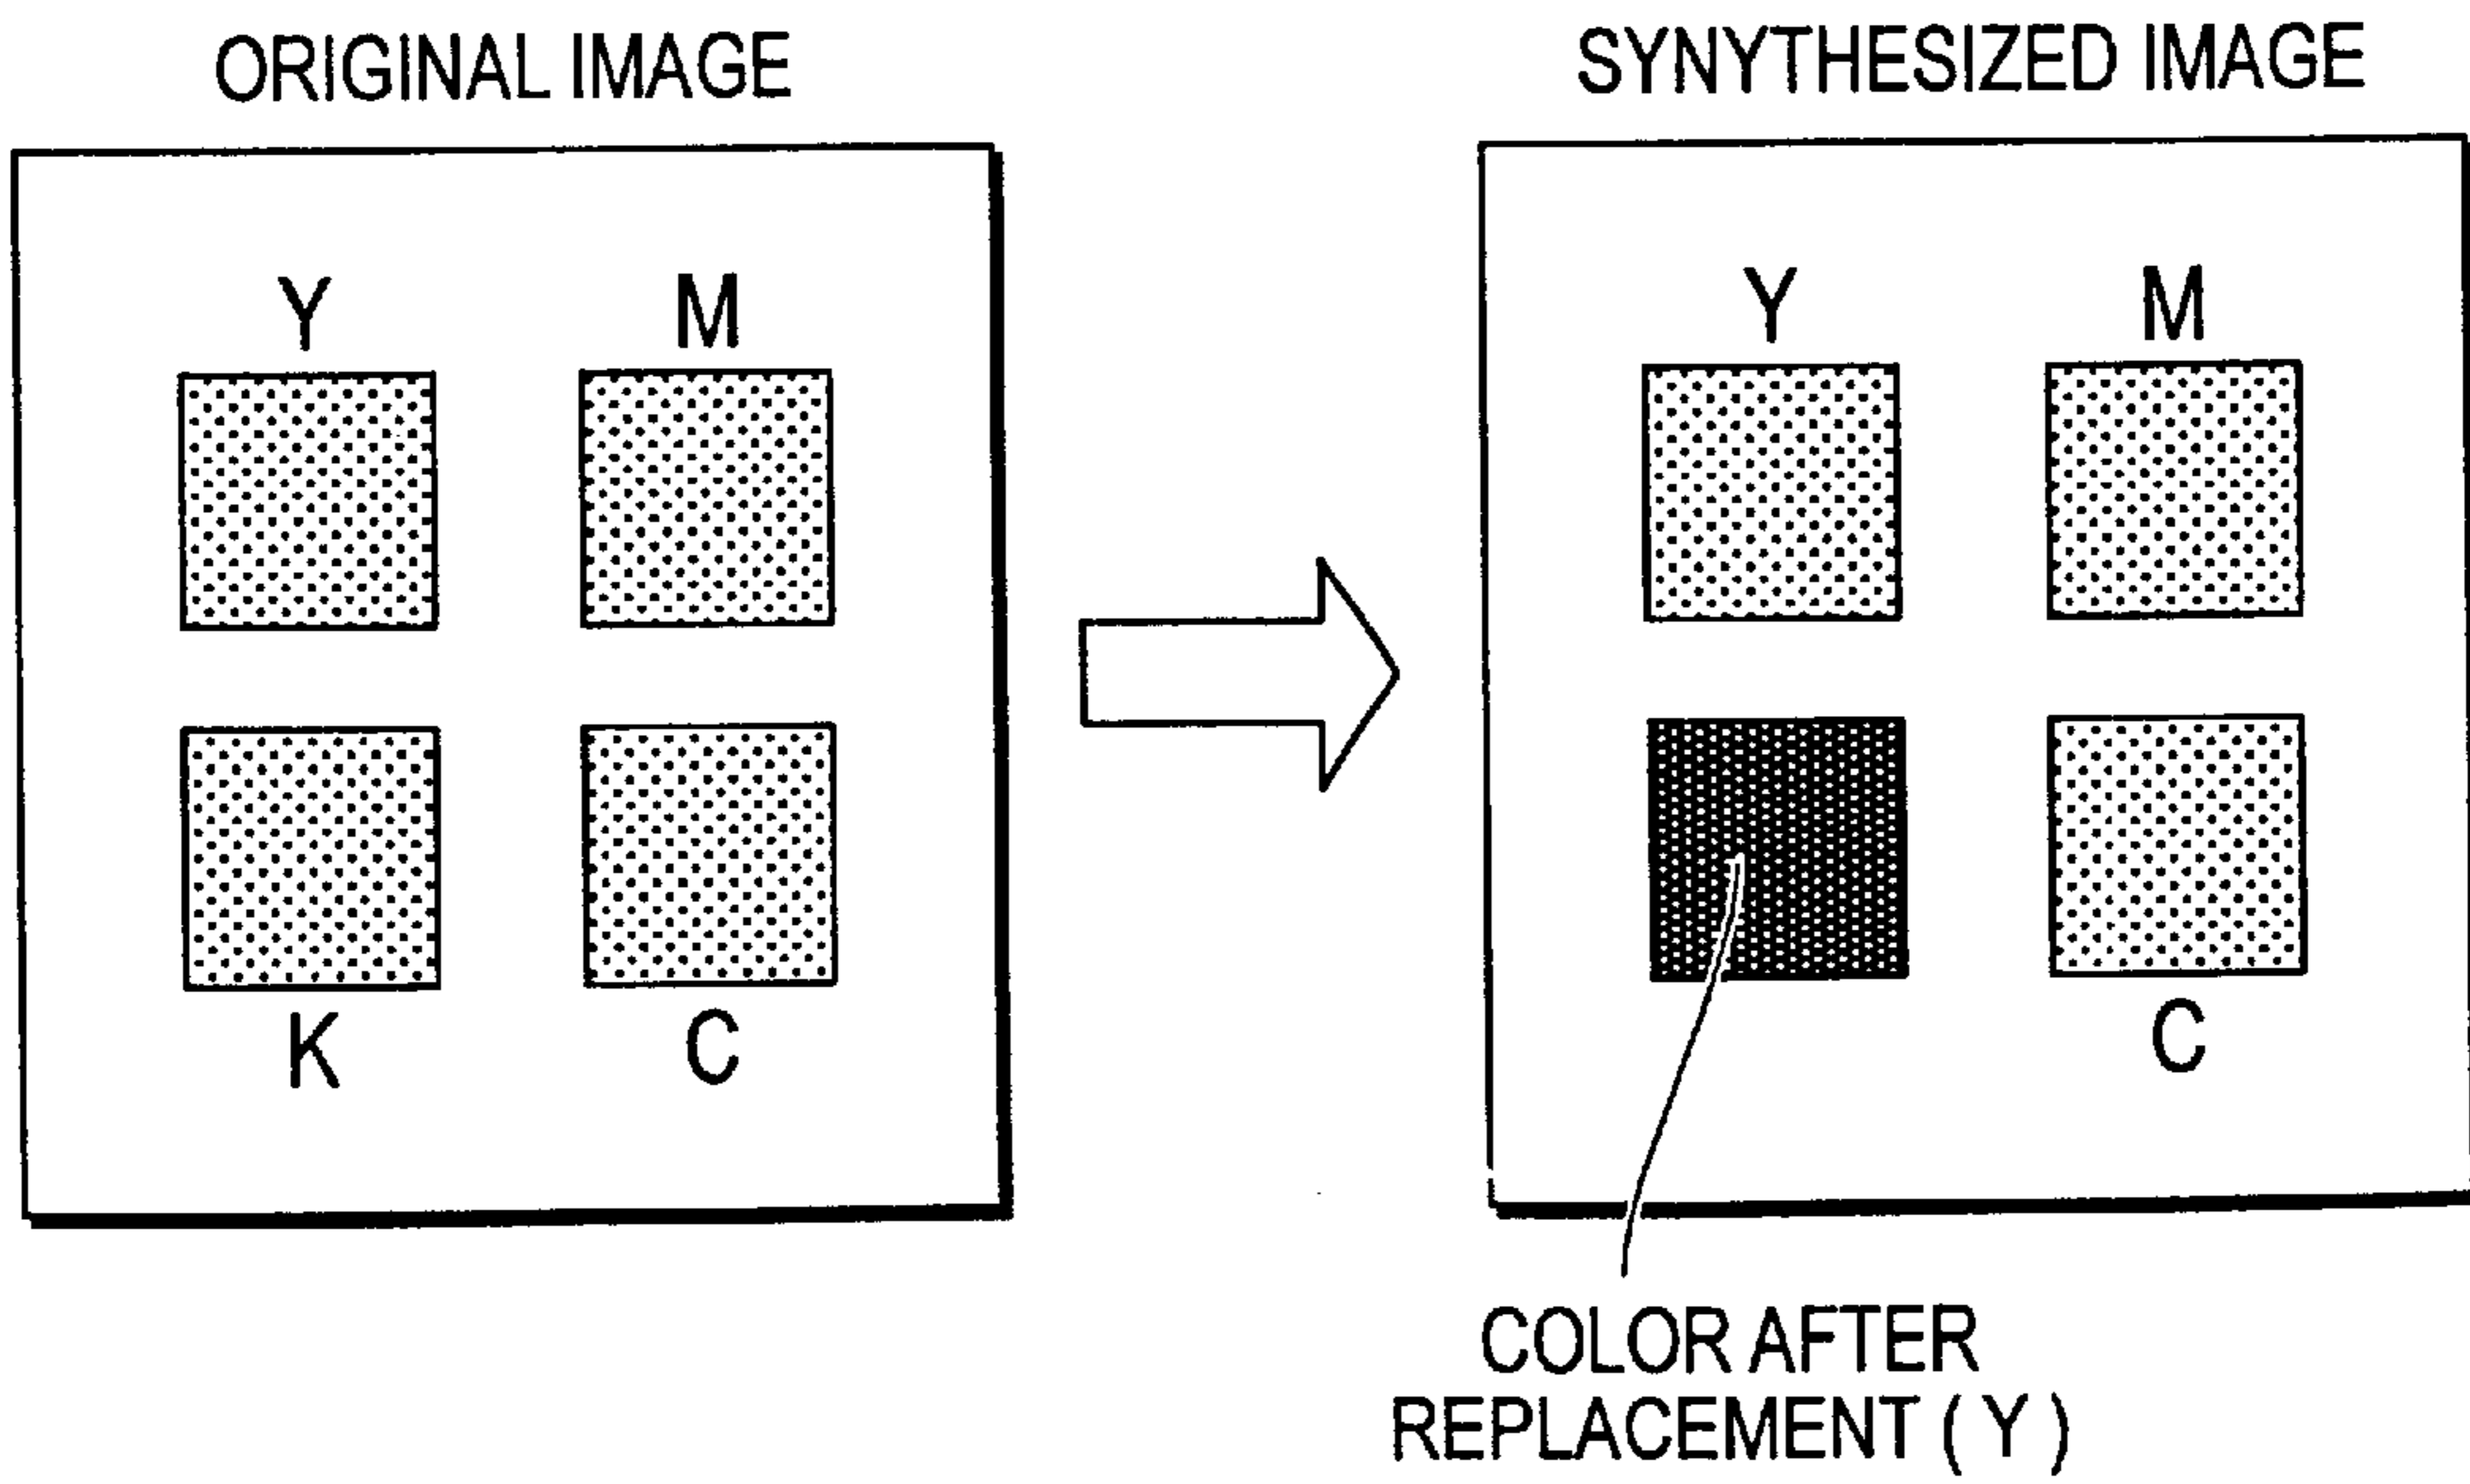 ORIGINAL IMAGE
Y M
K C
SYNYTHESIZED IMAGE
Y M
C
COLOR AFTER
REPLACEMENT ( Y )